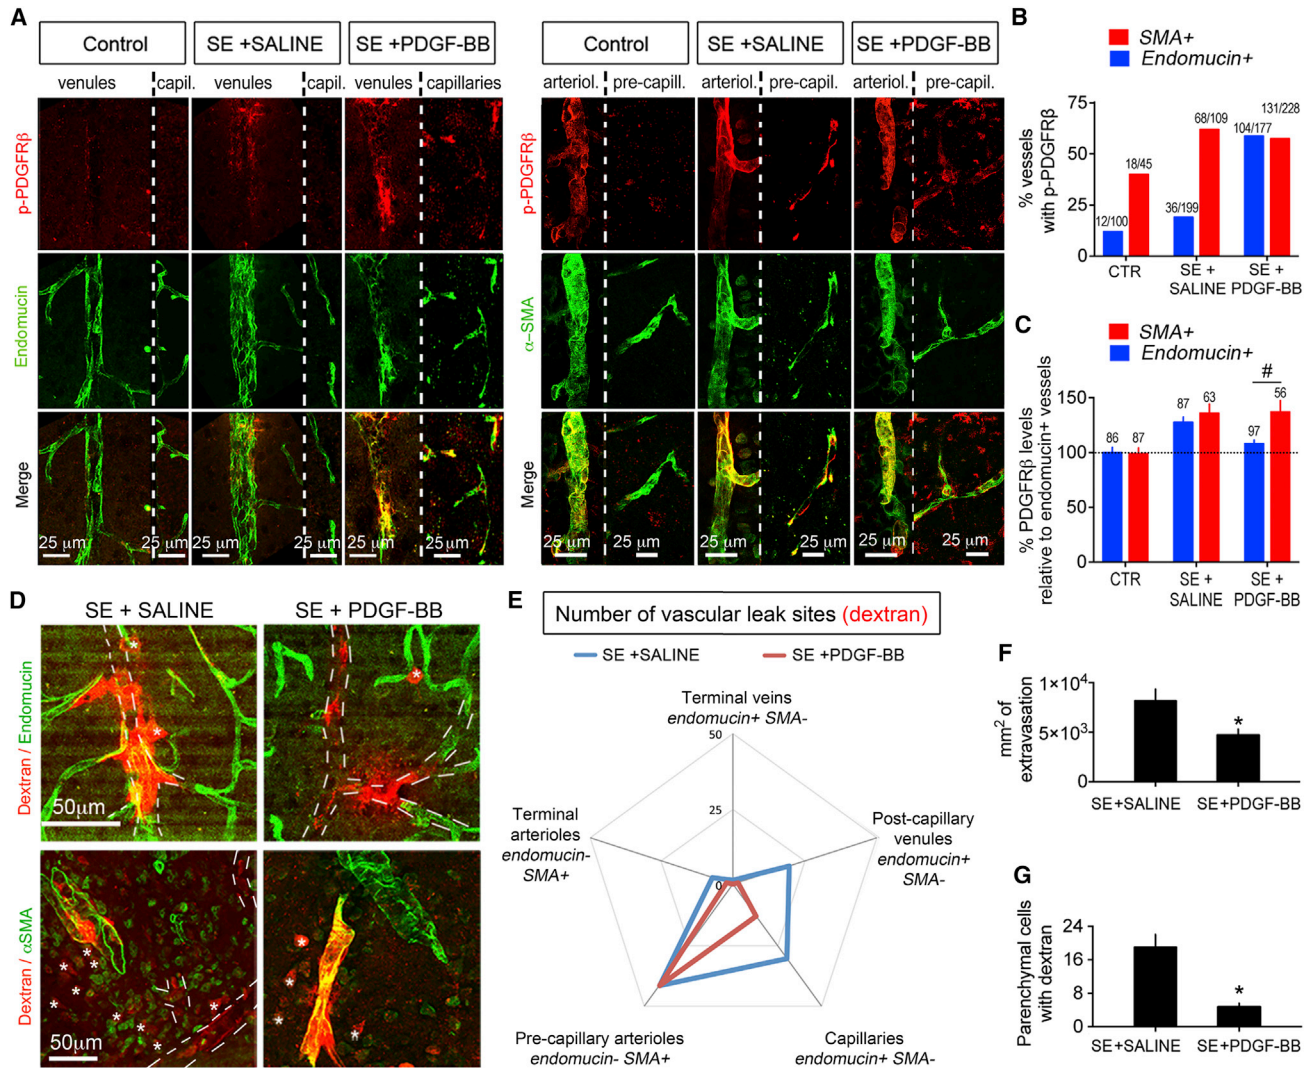 A
Control
SE +SALINE
SE +PDGF-BB
venules
capil.
venules
capil.
venules
capillaries
p-PDGFRβ
Endomucin
Merge
25 µm
25 µm
25 µm
25 µm
25 µm
25 µm
Control
SE +SALINE
SE +PDGF-BB
arteriol.
pre-capill.
arteriol.
pre-capill.
arteriol.
pre-capill.
p-PDGFRβ
α–SMA
25 µm
25 µm
25 µm
25 µm
25 µm
25 µm
B
SMA+
Endomucin+
% vessels
with p-PDGFRβ
75
50
25
0
12/100
18/45
36/199
68/109
104/177
131/228
CTR
SE +
SALINE
SE +
PDGF-BB
C
SMA+
Endomucin+
% PDGFRβ levels
relative to endomucin+ vessels
150
100
50
0
86
87
87
63
97
#
56
CTR
SE +
SALINE
SE +
PDGF-BB
D
SE + SALINE
SE + PDGF-BB
Dextran / Endomucin
*
*
*
50µm
Dextran / αSMA
*
*
*
*
*
*
*
*
*
50µm
*
*
*
*
E
Number of vascular leak sites (dextran)
SE +SALINE
SE +PDGF-BB
Terminal veins
endomucin+ SMA-
50
25
0
Post-capillary
venules
endomucin+
SMA-
Terminal
arterioles
endomucin-
SMA+
Pre-capillary arterioles
endomucin- SMA+
Capillaries
endomucin+ SMA-
F
mm² of
extravasation
1×10⁴
5×10³
0
*
SE+SALINE
SE+PDGF-BB
G
Parenchymal cells
with dextran
24
16
8
0
*
SE+SALINE
SE+PDGF-BB